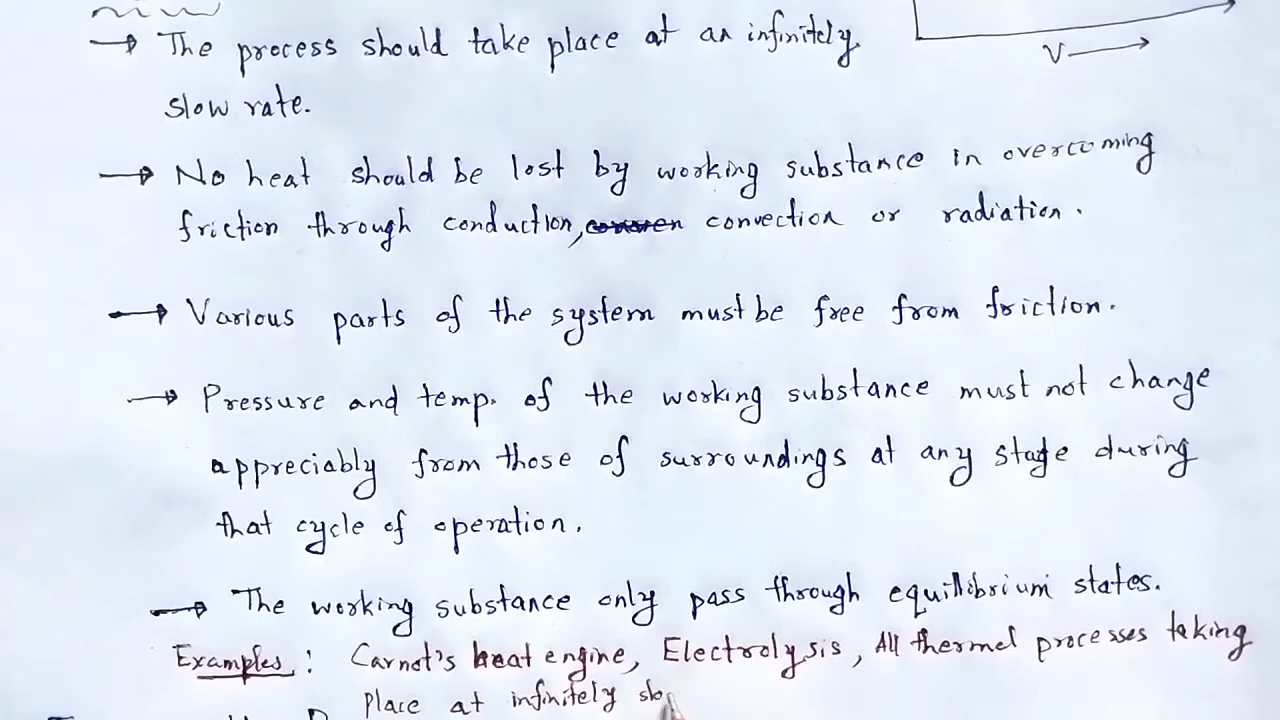 V →
→ The process should take place at an infinitely
slow rate.
→ No heat should be lost by working substance in overcoming
friction through conduction, convection or radiation.
→ Various parts of the system must be free from friction.
→ Pressure and temp. of the working substance must not change
appreciably from those of surroundings at any stage during
that cycle of operation.
→ The working substance only pass through equillibrium states.
Examples : Carnot's heat engine, Electrolysis, All thermel processes taking
place at infinitely slo